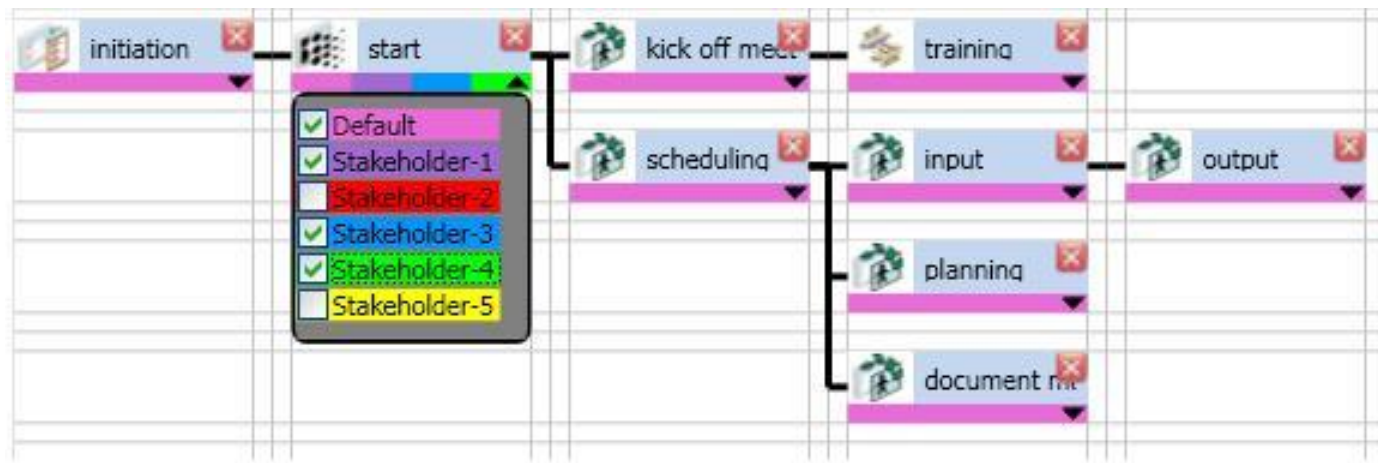 initiation
start
kick off meet
training
Default
Stakeholder-1
Stakeholder-2
Stakeholder-3
Stakeholder-4
Stakeholder-5
scheduling
input
output
planning
document